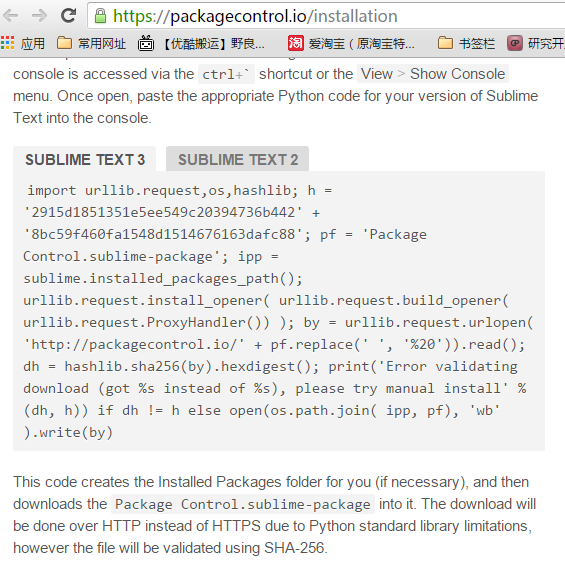 https://packagecontrol.io/installation
应用 常用网址 【优酷搬运】野良... 爱淘宝（原淘宝特... 书签栏 研究开
console is accessed via the ctrl+` shortcut or the View > Show Console
menu. Once open, paste the appropriate Python code for your version of Sublime
Text into the console.
SUBLIME TEXT 3 SUBLIME TEXT 2
import urllib.request,os,hashlib; h =
'2915d1851351e5ee549c20394736b442' +
'8bc59f460fa1548d1514676163dafc88'; pf = 'Package
Control.sublime-package'; ipp =
sublime.installed_packages_path();
urllib.request.install_opener( urllib.request.build_opener(
urllib.request.ProxyHandler()) ); by = urllib.request.urlopen(
'http://packagecontrol.io/' + pf.replace(' ', '%20')).read();
dh = hashlib.sha256(by).hexdigest(); print('Error validating
download (got %s instead of %s), please try manual install' %
(dh, h)) if dh != h else open(os.path.join( ipp, pf), 'wb'
).write(by)
This code creates the Installed Packages folder for you (if necessary), and then
downloads the Package Control.sublime-package into it. The download will
be done over HTTP instead of HTTPS due to Python standard library limitations,
however the file will be validated using SHA-256.